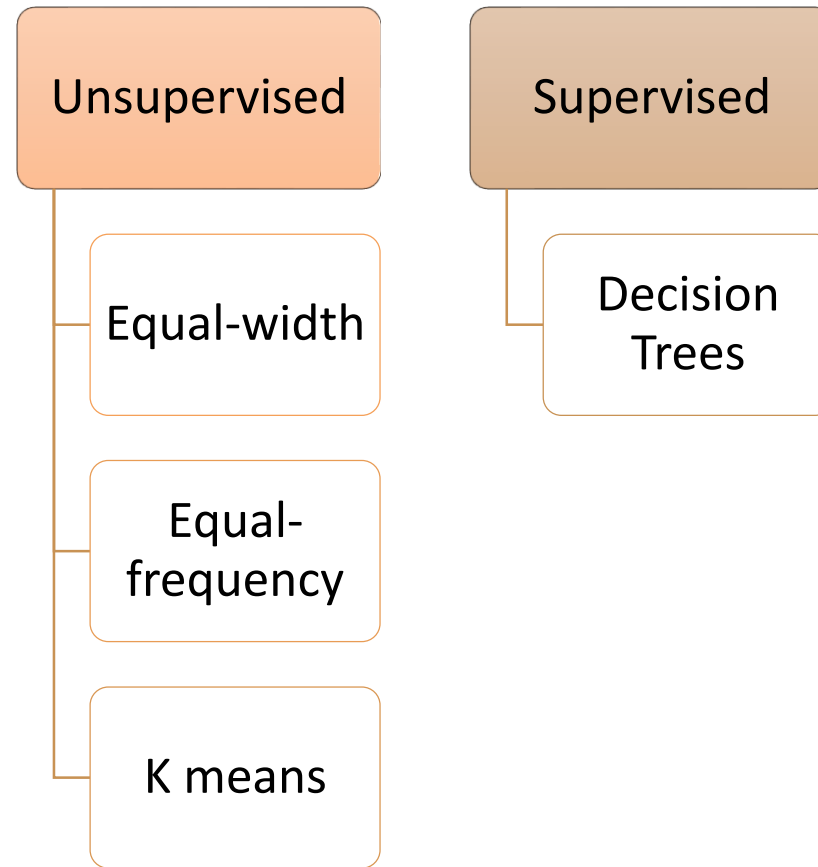 Unsupervised
Equal-width
Equal-
frequency
K means
Supervised
Decision
Trees